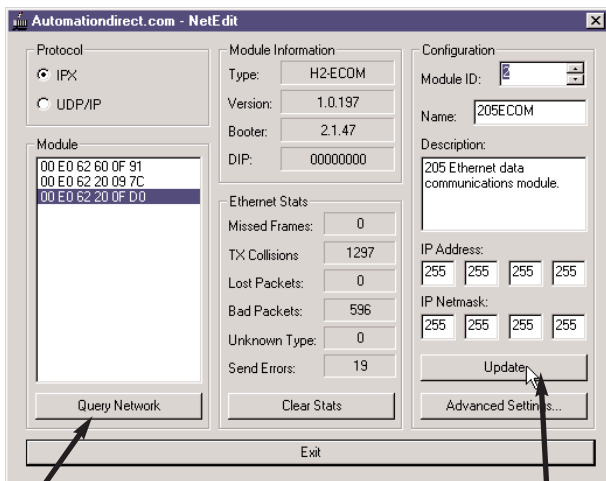 Automationdirect.com - NetEdit
Protocol
IPX
UDP/IP
Module
00 E0 62 60 0F 91
00 E0 62 20 09 7C
00 E0 62 20 0F D0
Query Network
Module Information
Type: H2-ECOM
Version: 1.0.197
Booter: 2.1.47
DIP: 00000000
Ethernet Stats
Missed Frames: 0
TX Collisions 1297
Lost Packets: 0
Bad Packets: 596
Unknown Type: 0
Send Errors: 19
Clear Stats
Configuration
Module ID: 2
Name: 205ECOM
Description:
205 Ethernet data
communications module.
IP Address:
255 255 255 255
IP Netmask:
255 255 255 255
Update
Advanced Settings...
Exit